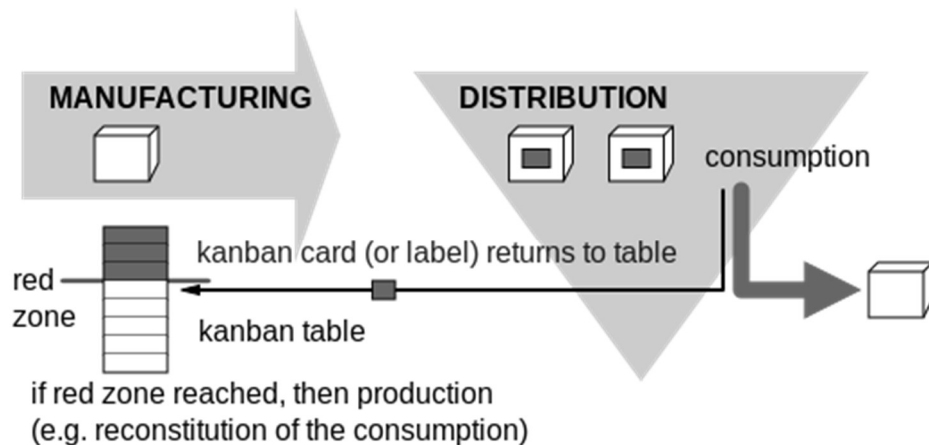 MANUFACTURING
DISTRIBUTION
consumption
kanban card (or label) returns to table
red
zone
kanban table
if red zone reached, then production
(e.g. reconstitution of the consumption)